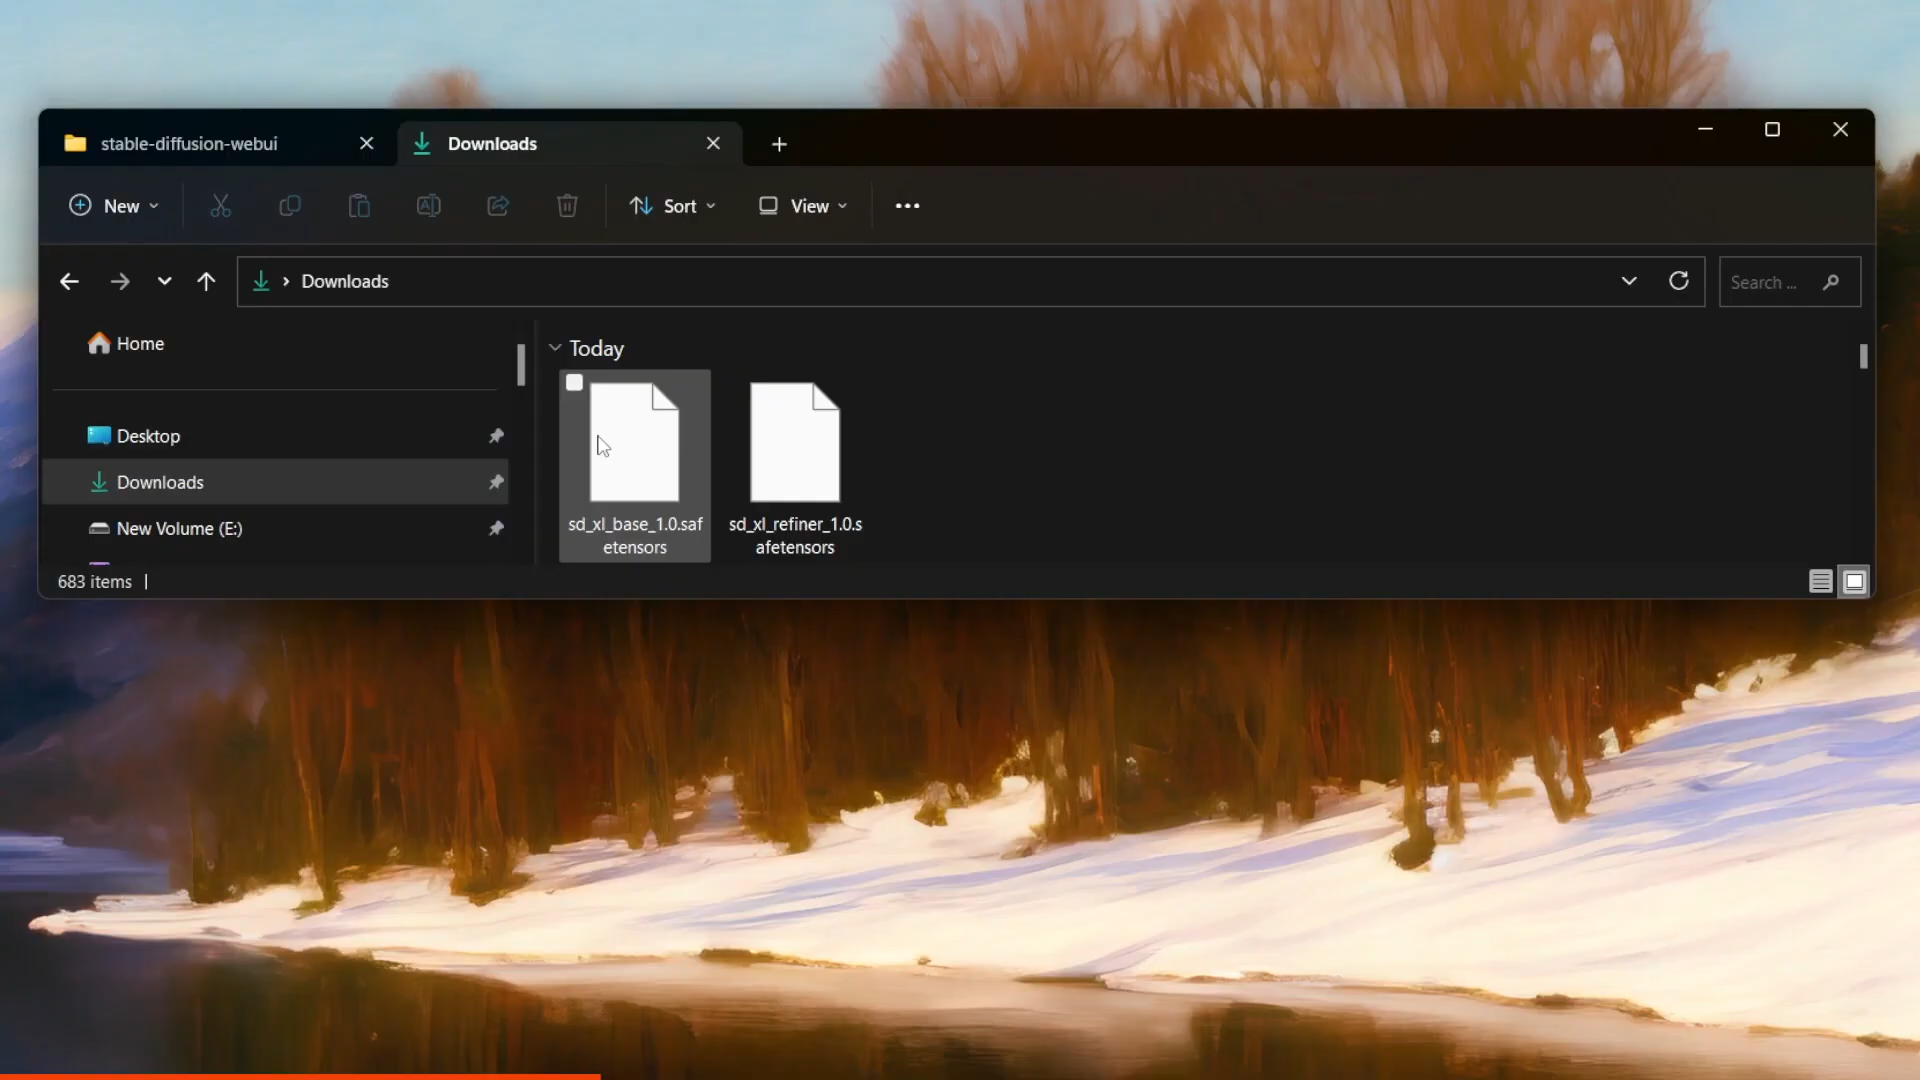 stable-diffusion-webui
Downloads
New
Sort
View
Downloads
Search ...
Home
Desktop
Downloads
New Volume (E:)
Today
sd_xl_base_1.0.saf
etensors
sd_xl_refiner_1.0.s
afetensors
683 items